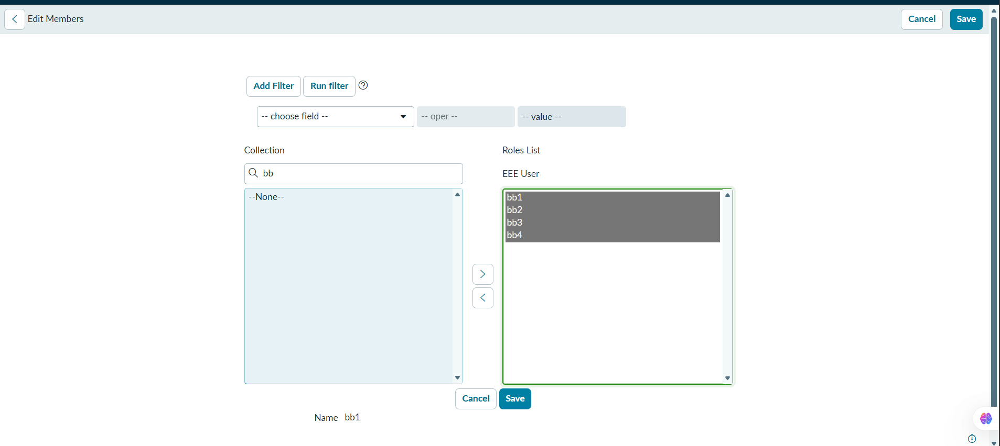 Edit Members
Cancel
Save
Add Filter
Run filter
-- choose field --
-- oper --
-- value --
Collection
Roles List
bb
EEE User
--None--
bb1
bb2
bb3
bb4
Cancel
Save
Name bb1